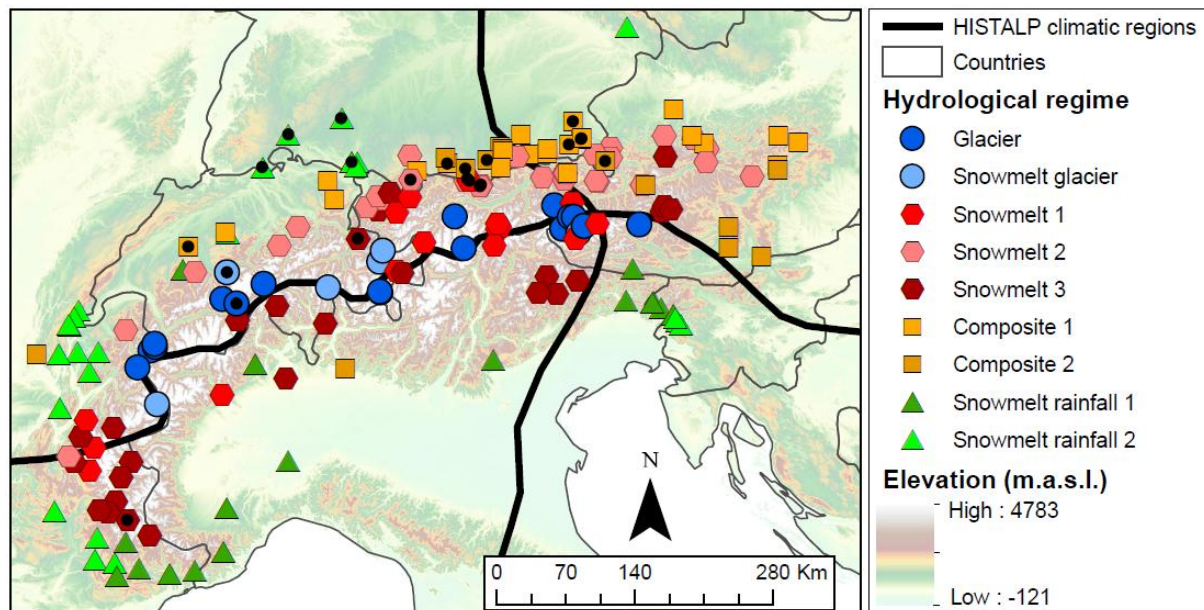 N
0 70 140 280 Km
HISTALP climatic regions
Countries
Hydrological regime
Glacier
Snowmelt glacier
Snowmelt 1
Snowmelt 2
Snowmelt 3
Composite 1
Composite 2
Snowmelt rainfall 1
Snowmelt rainfall 2
Elevation (m.a.s.l.)
High : 4783
Low : -121